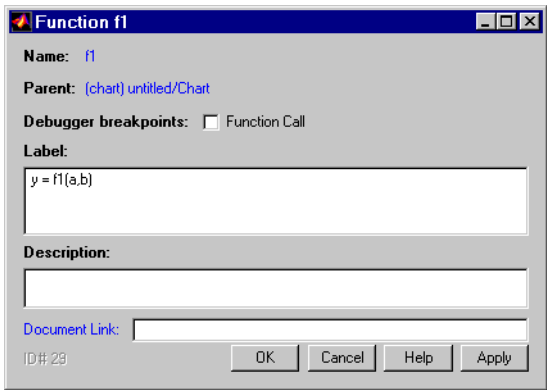 Function f1
Name: f1
Parent: (chart) untitled/Chart
Debugger breakpoints: Function Call
Label:
y = f1(a,b)
Description:
Document Link:
ID# 29 OK Cancel Help Apply